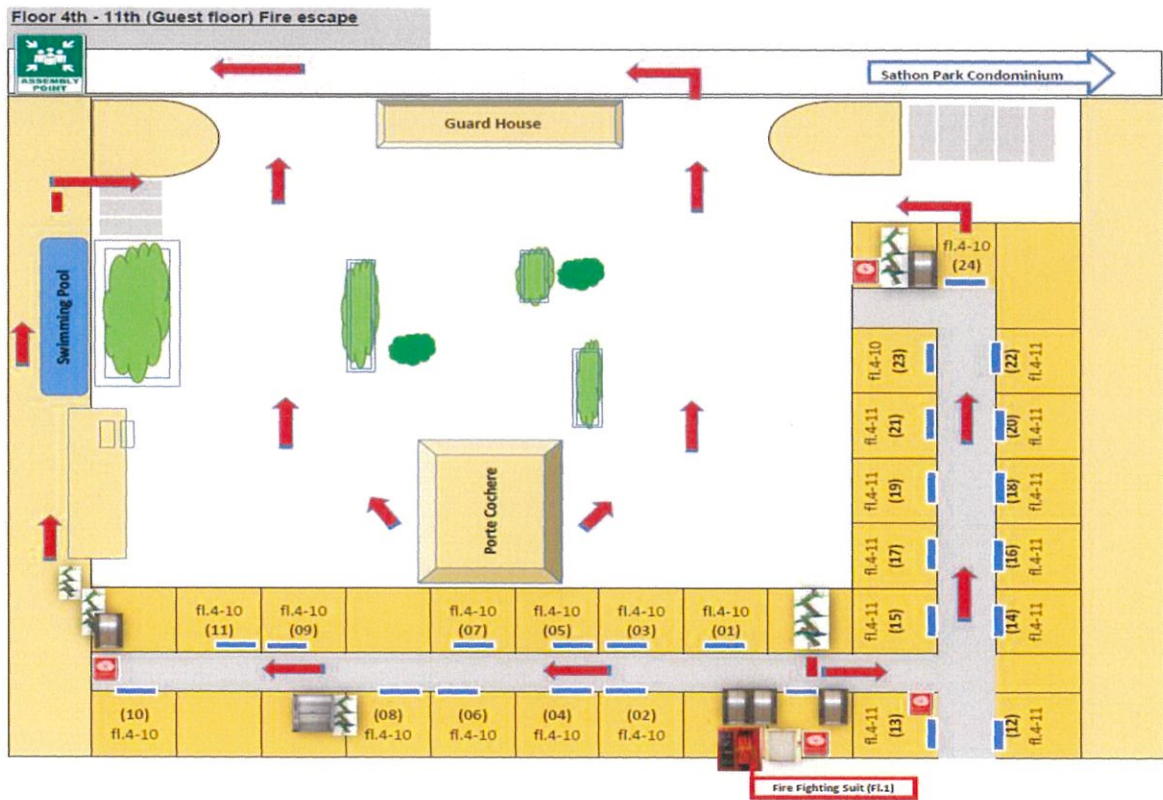 Floor 4th - 11th (Guest floor) Fire escape
ASSEMBLY
POINT
Sathon Park Condominium
Guard House
Swimming Pool
fl.4-10
(24)
fl.4-10
(23)
(22)
fl.4-11
fl.4-11
(21)
(20)
fl.4-11
fl.4-11
(19)
(18)
fl.4-11
Porte Cochere
fl.4-11
(17)
(16)
fl.4-11
fl.4-10
(11)
fl.4-10
(09)
fl.4-10
(07)
fl.4-10
(05)
fl.4-10
(03)
fl.4-10
(01)
fl.4-11
(15)
(14)
fl.4-11
(10)
fl.4-10
(08)
fl.4-10
(06)
fl.4-10
(04)
fl.4-10
(02)
fl.4-10
fl.4-11
(13)
(12)
fl.4-11
Fire Fighting Suit (Fl.1)